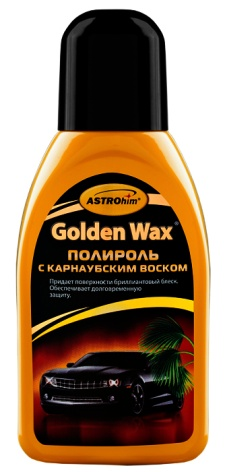 ASTROhim®
Golden Wax®
ПОЛИРОЛЬ
С КАРНАУБСКИМ ВОСКОМ
Придает поверхности бриллиантовый блеск.
Обеспечивает долговременную
защиту.